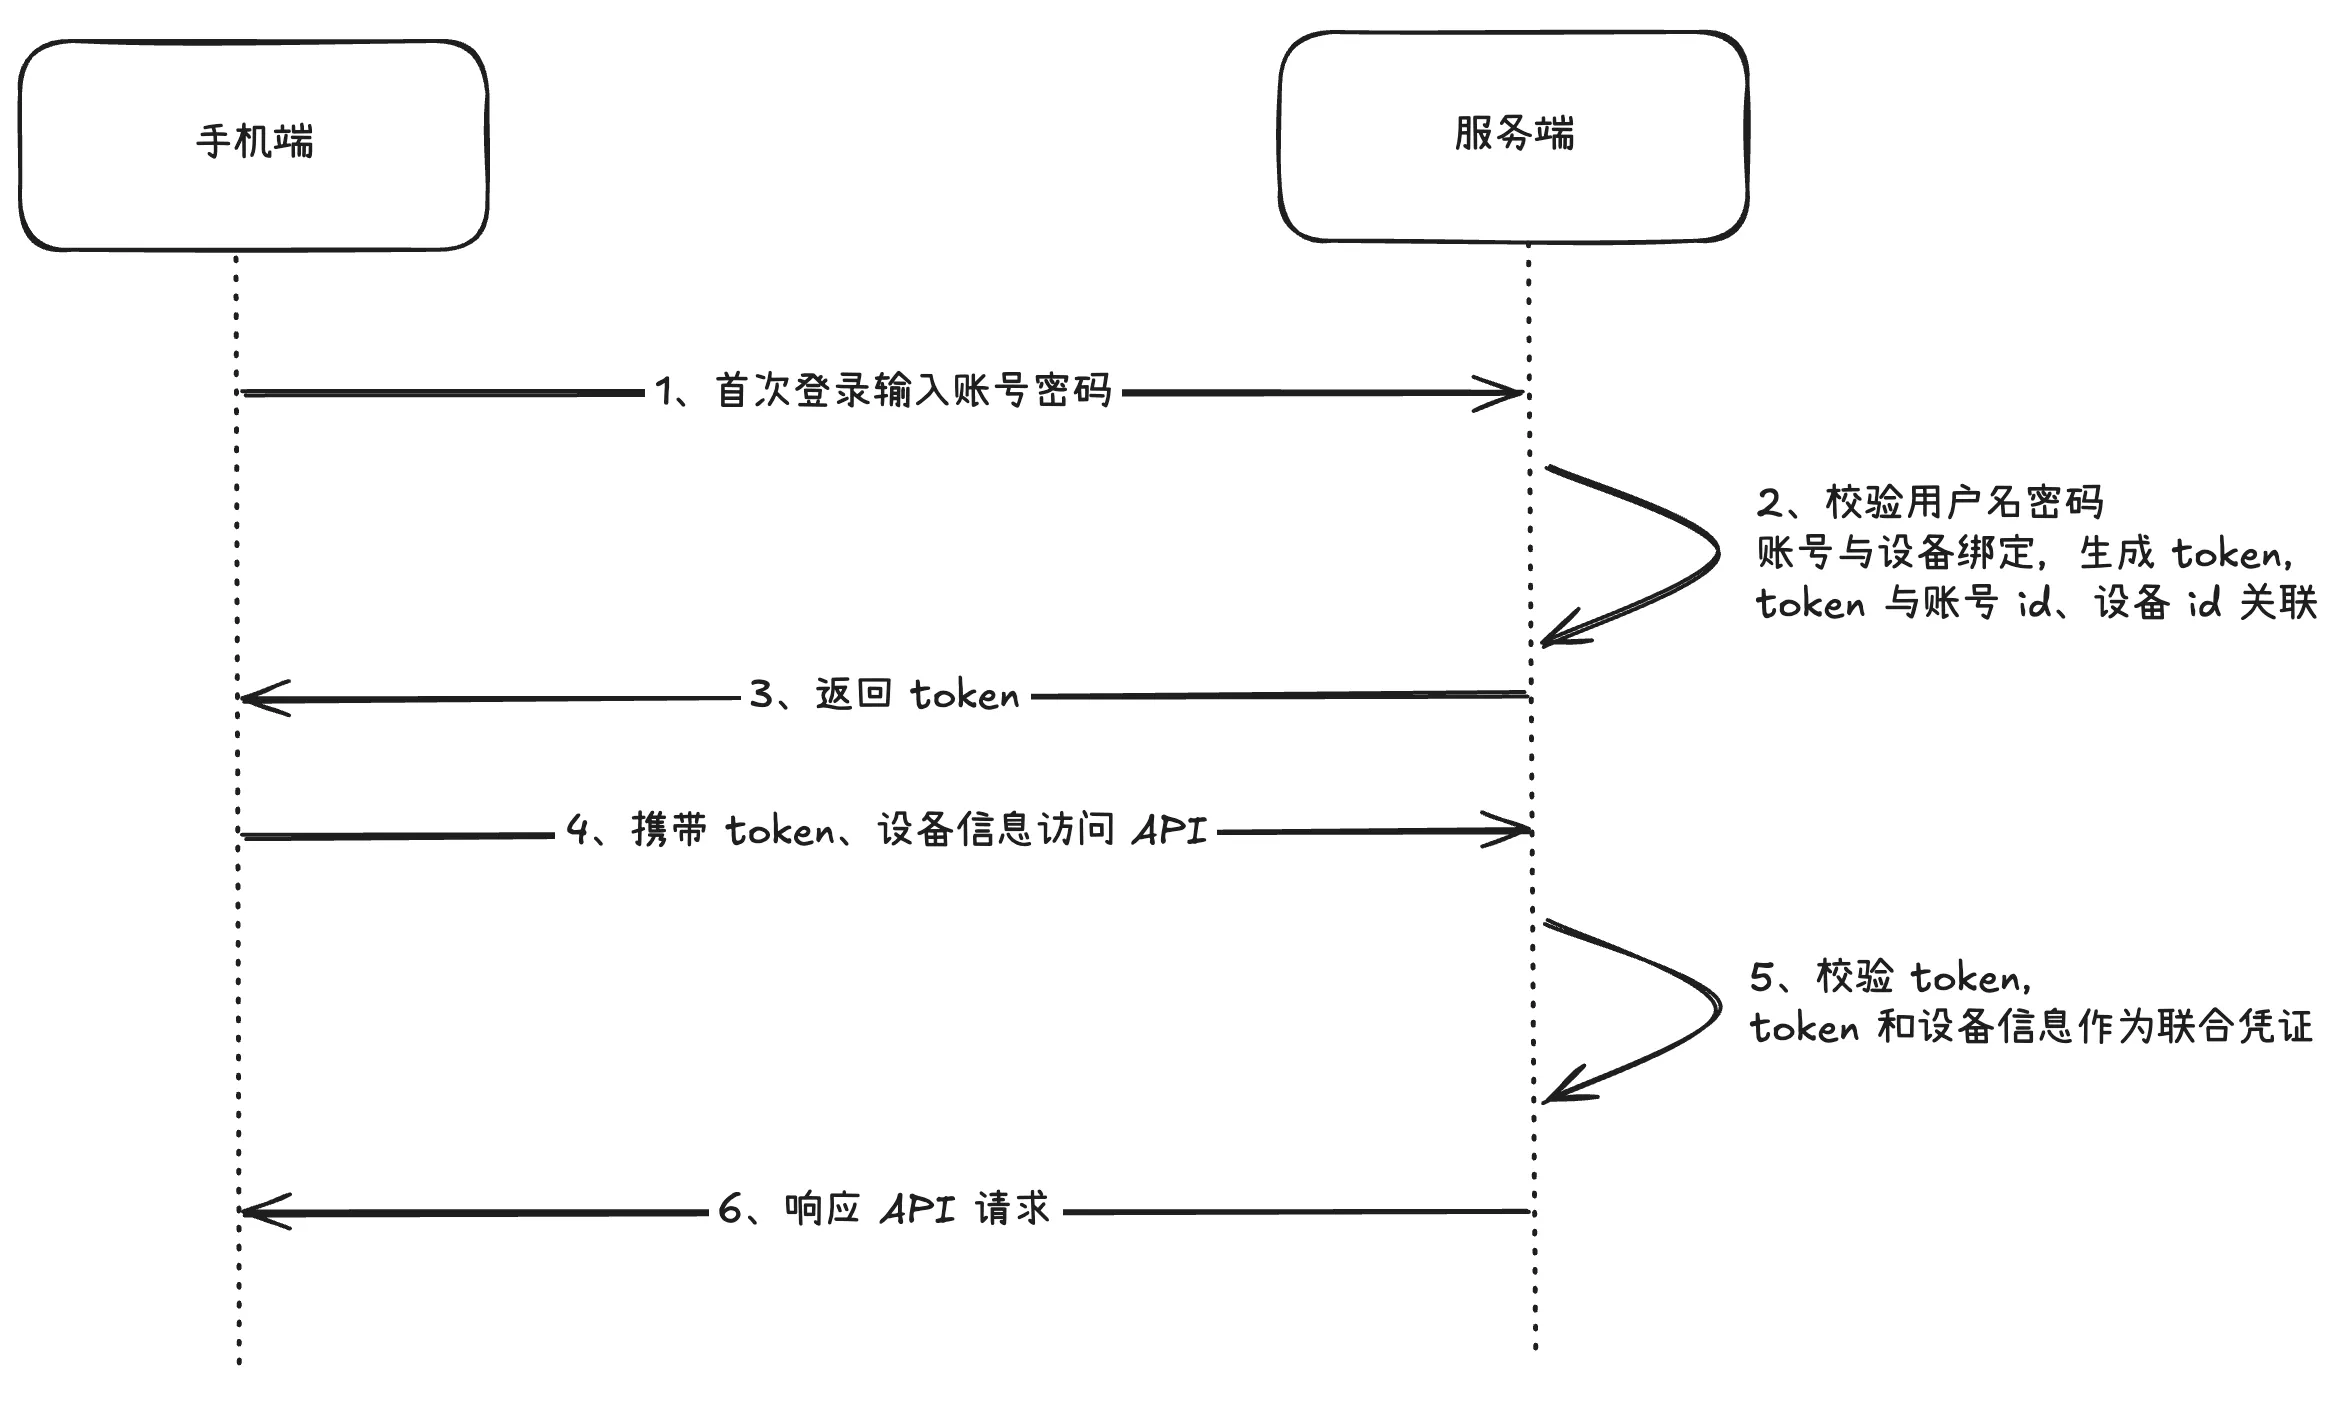 手机端
服务端
1、首次登录输入账号密码
2、校验用户名密码
账号与设备绑定，生成 token，
token 与账号 id、设备 id 关联
3、返回 token
4、携带 token、设备信息访问 API
5、校验 token，
token 和设备信息作为联合凭证
6、响应 API 请求